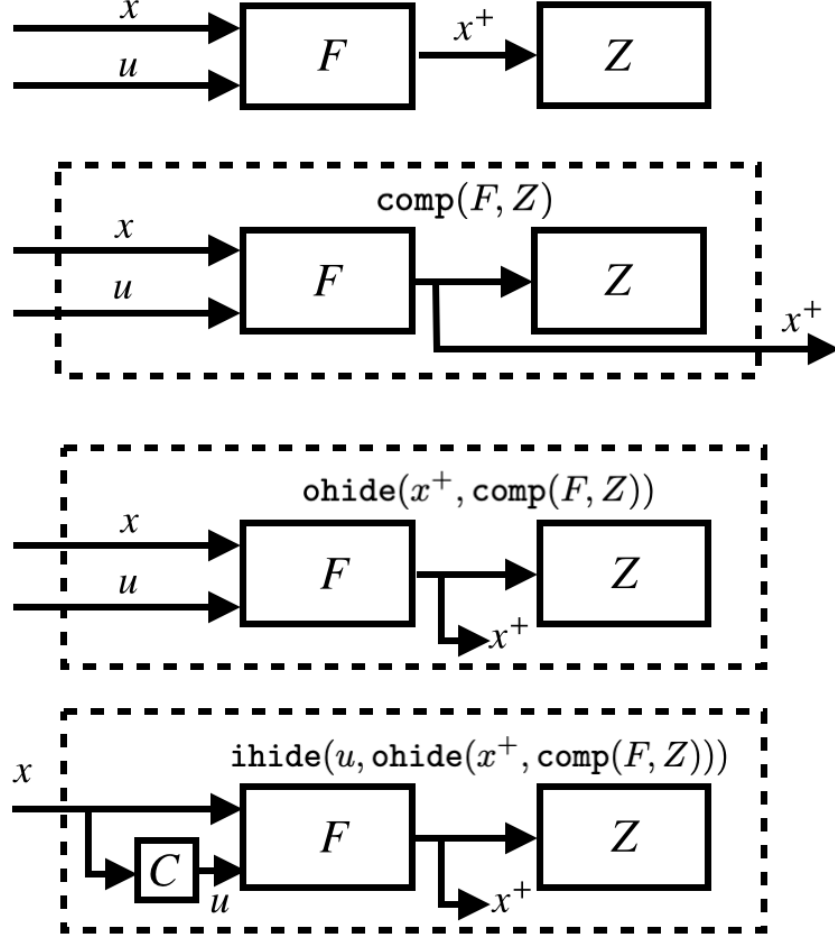 x
F x⁺ Z
u
comp(F, Z)
x
F Z
u
x⁺
ohide(x⁺, comp(F, Z))
x
F Z
u
x⁺
ihide(u, ohide(x⁺, comp(F, Z)))
x
F Z
C
u x⁺